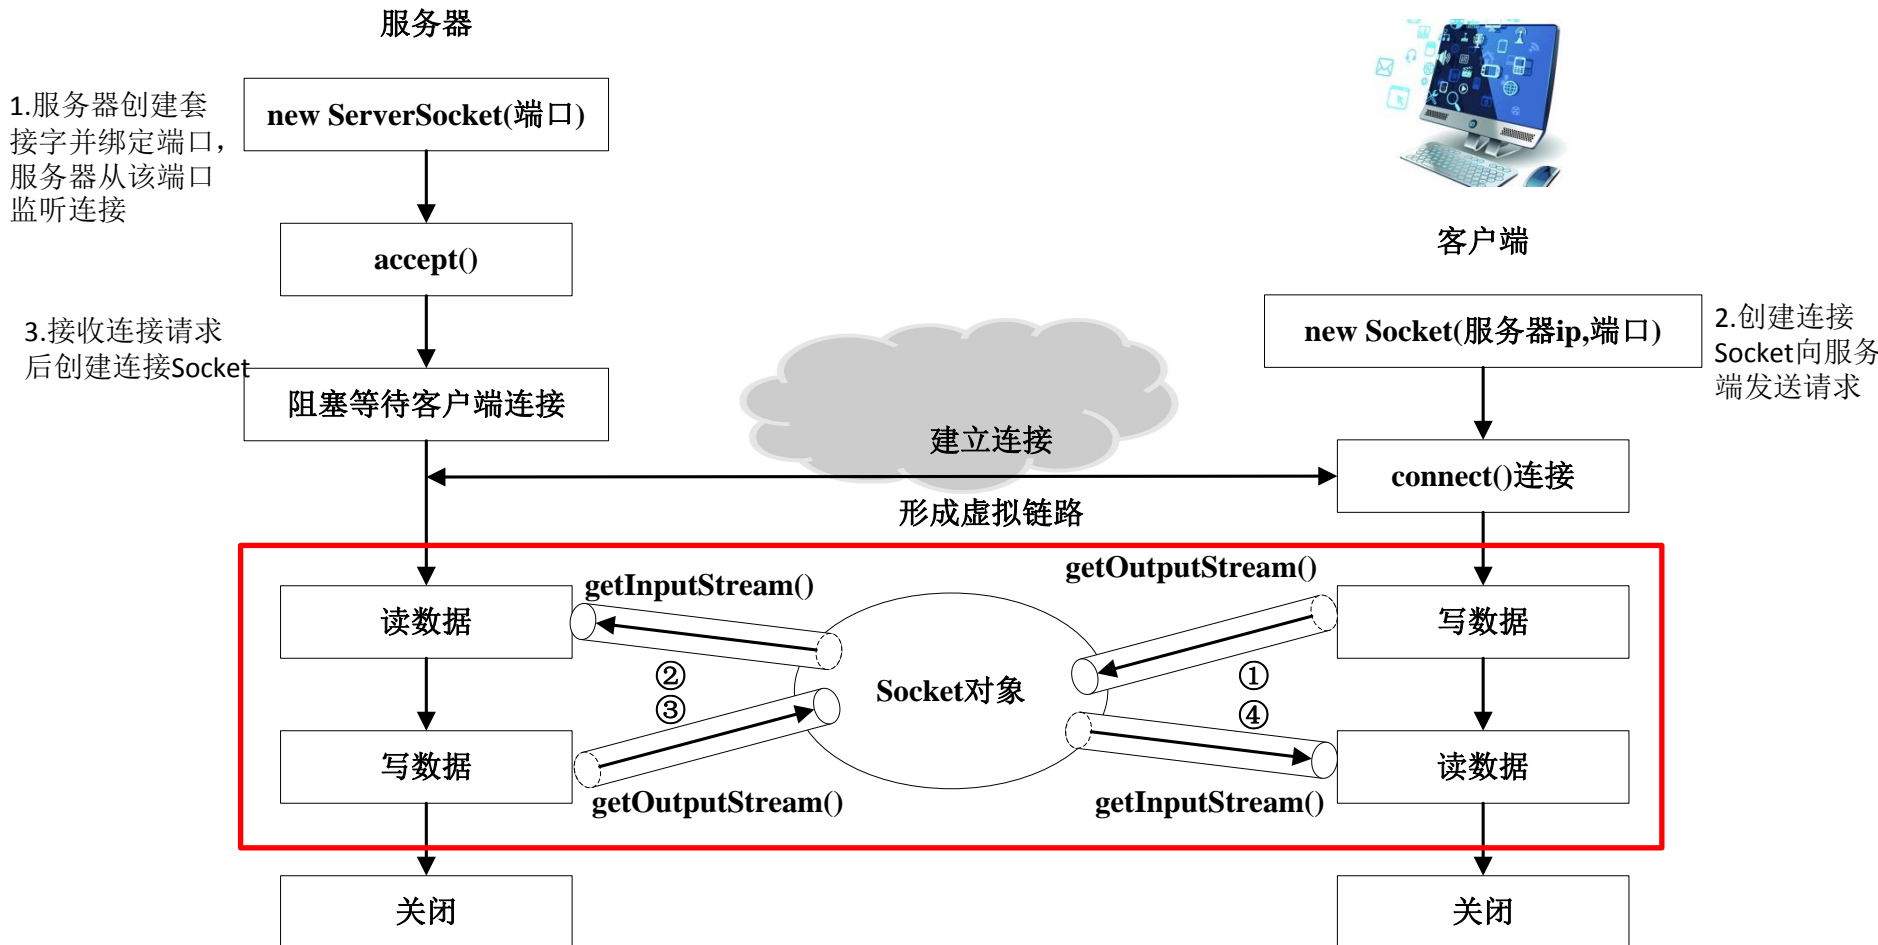 服务器
1.服务器创建套
接字并绑定端口，
服务器从该端口
监听连接
new ServerSocket(端口)
accept()
客户端
3.接收连接请求
后创建连接Socket
new Socket(服务器ip,端口)
2.创建连接
Socket向服务
端发送请求
阻塞等待客户端连接
建立连接
connect()连接
形成虚拟链路
getInputStream()
getOutputStream()
读数据
写数据
②
①
Socket对象
③
④
写数据
读数据
getOutputStream()
getInputStream()
关闭
关闭